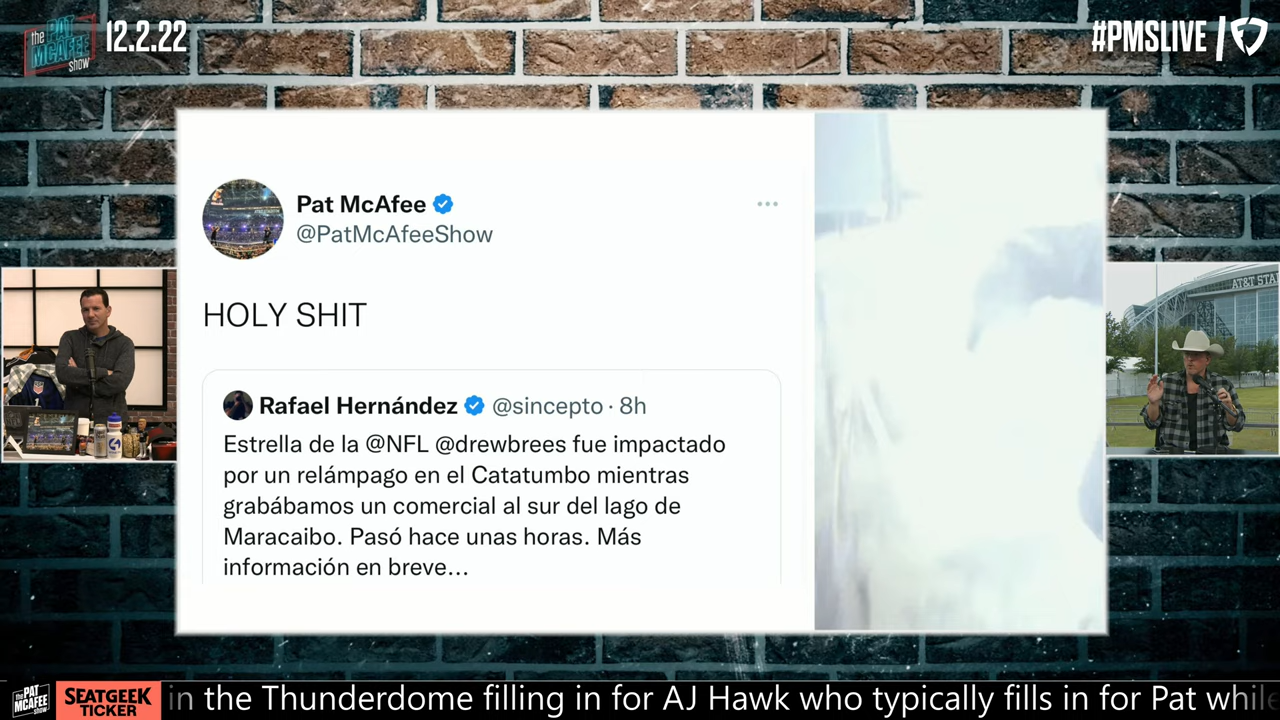 the PAT MCAFEE show
12.2.22
#PMSLIVE
Pat McAfee
@PatMcAfeeShow
HOLY SHIT
Rafael Hernández @sincepto · 8h
Estrella de la @NFL @drewbrees fue impactado
por un relámpago en el Catatumbo mientras
grabábamos un comercial al sur del lago de
Maracaibo. Pasó hace unas horas. Más
información en breve...
AT&T STA
the PAT MCAFEE show
SEATGEEK
TICKER
in the Thunderdome filling in for AJ Hawk who typically fills in for Pat while